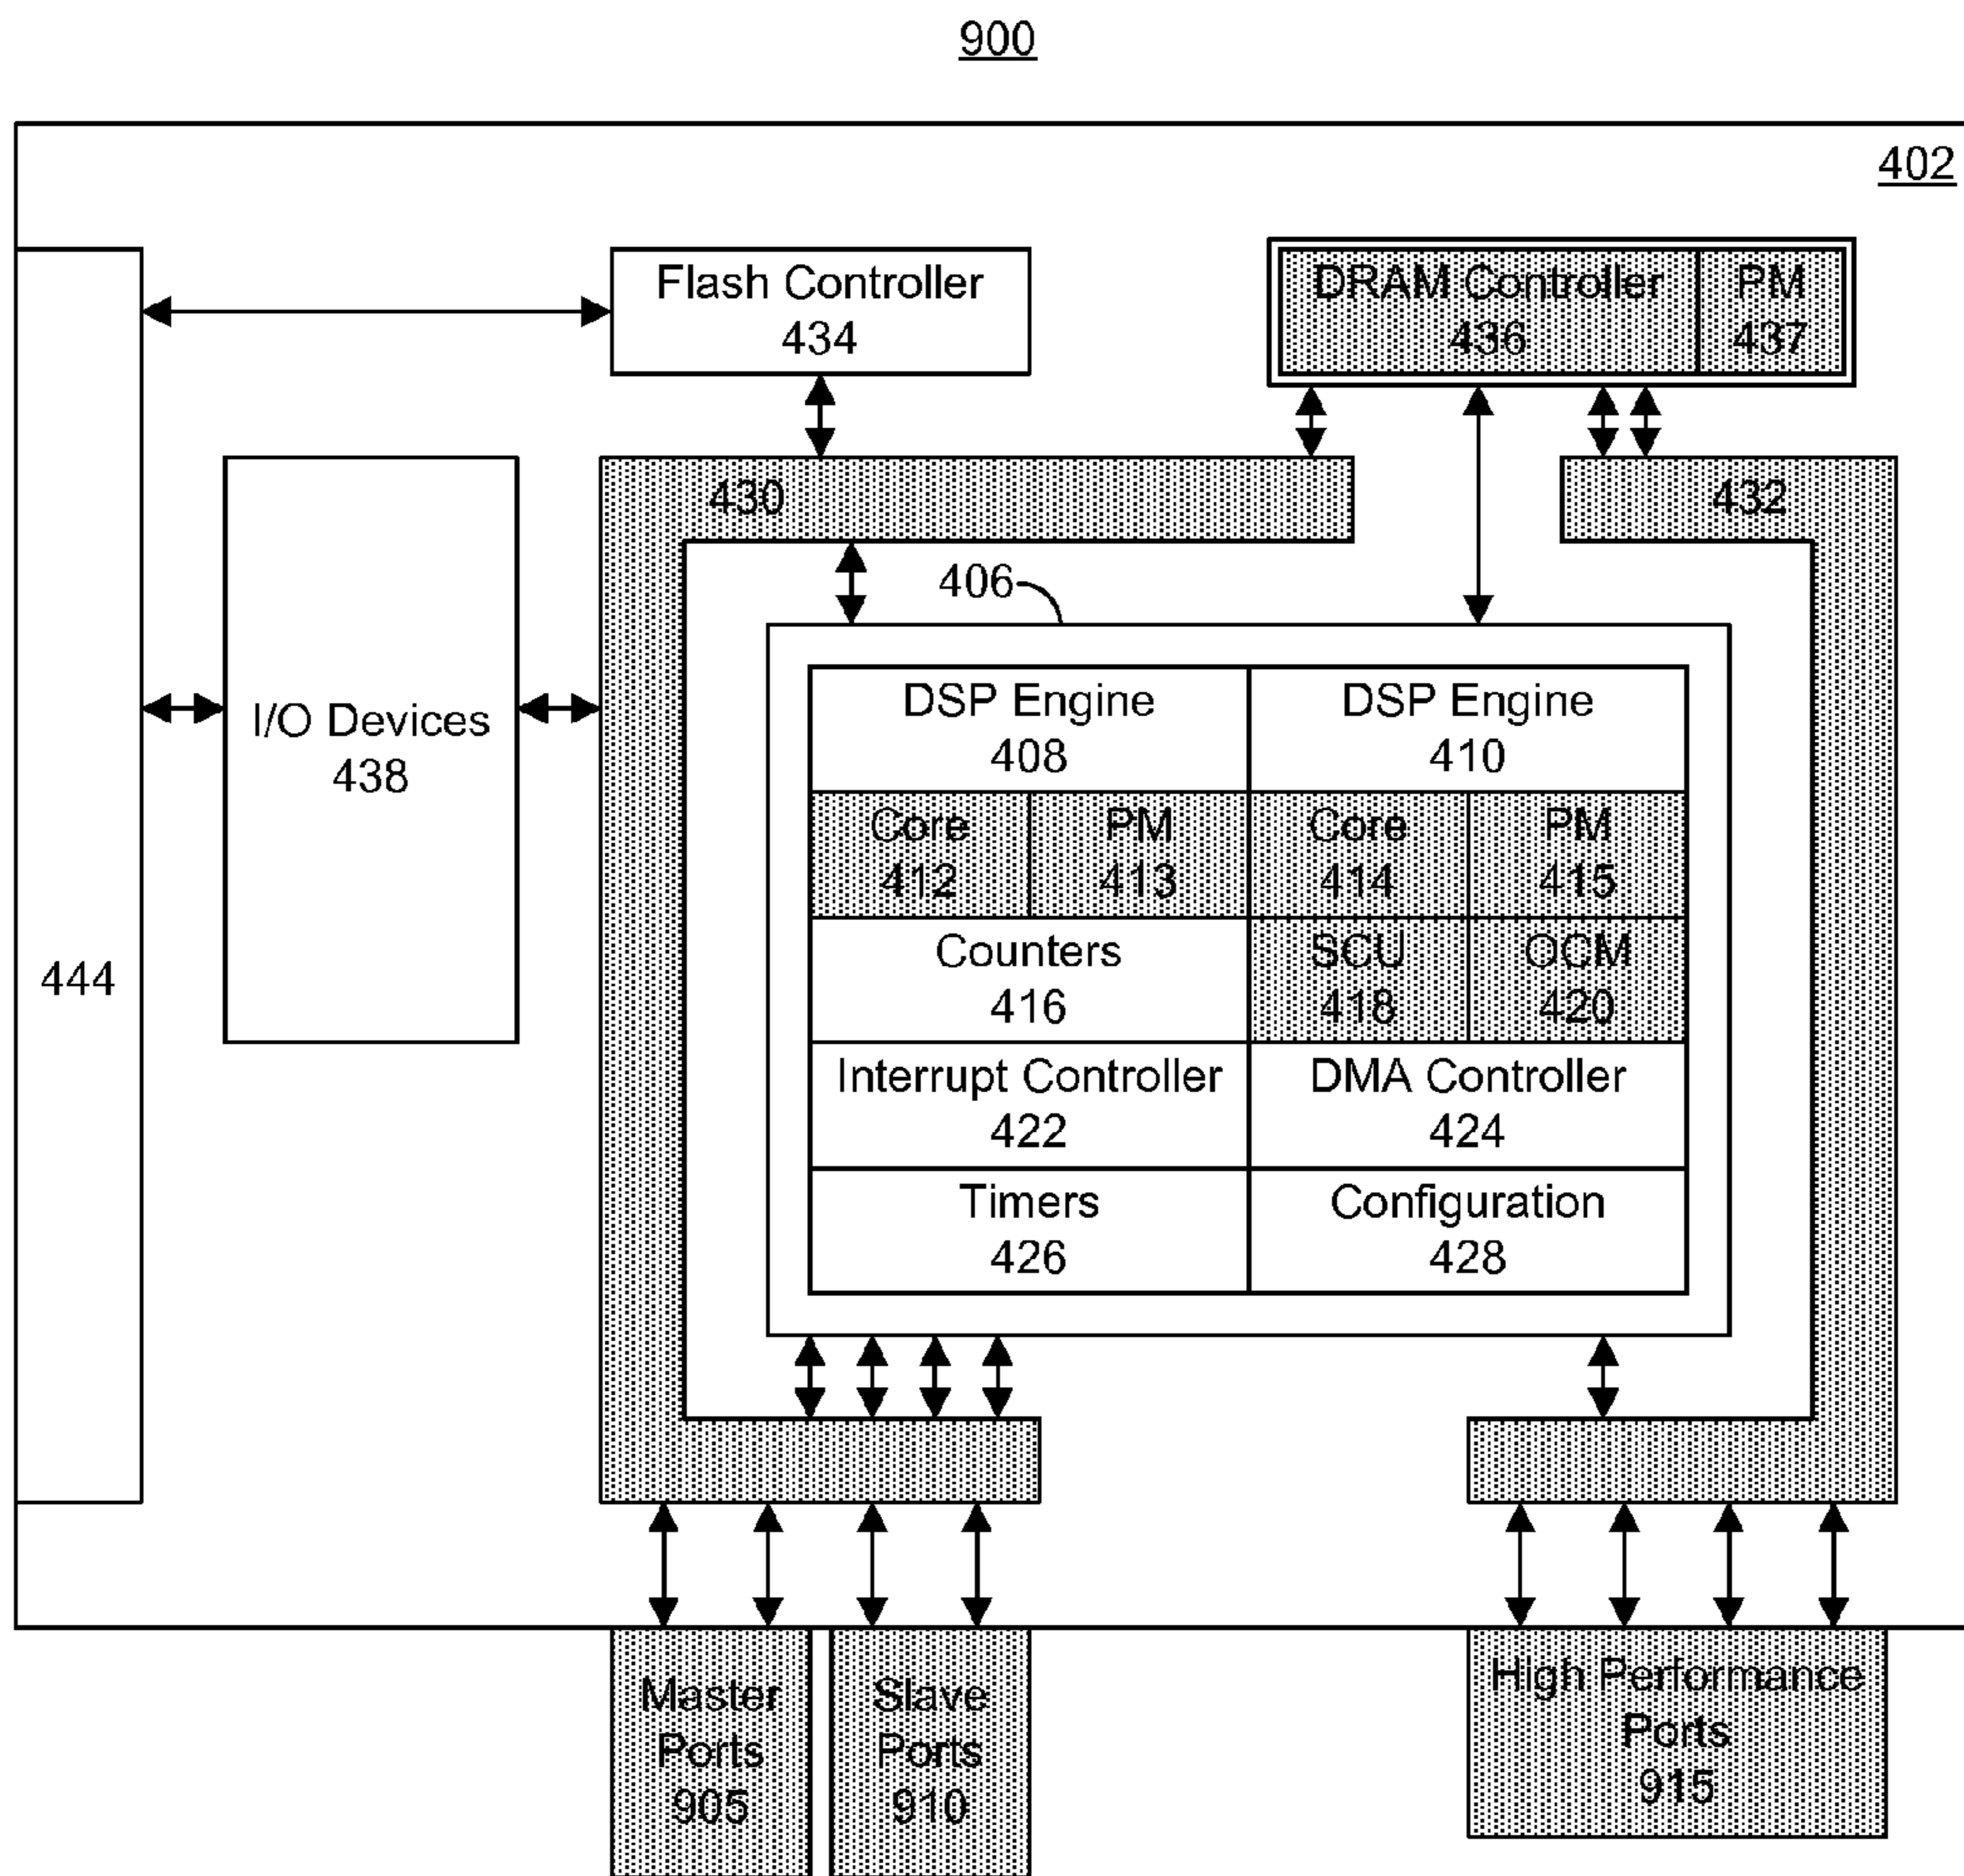 900
402
Flash Controller
434
DRAM Controller
436
PM
437
430
432
406
444
I/O Devices
438
DSP Engine
408
DSP Engine
410
Core
412
PM
413
Core
414
PM
415
Counters
416
SCU
418
OCM
420
Interrupt Controller
422
DMA Controller
424
Timers
426
Configuration
428
Master
Ports
905
Slave
Ports
910
High Performance
Ports
915